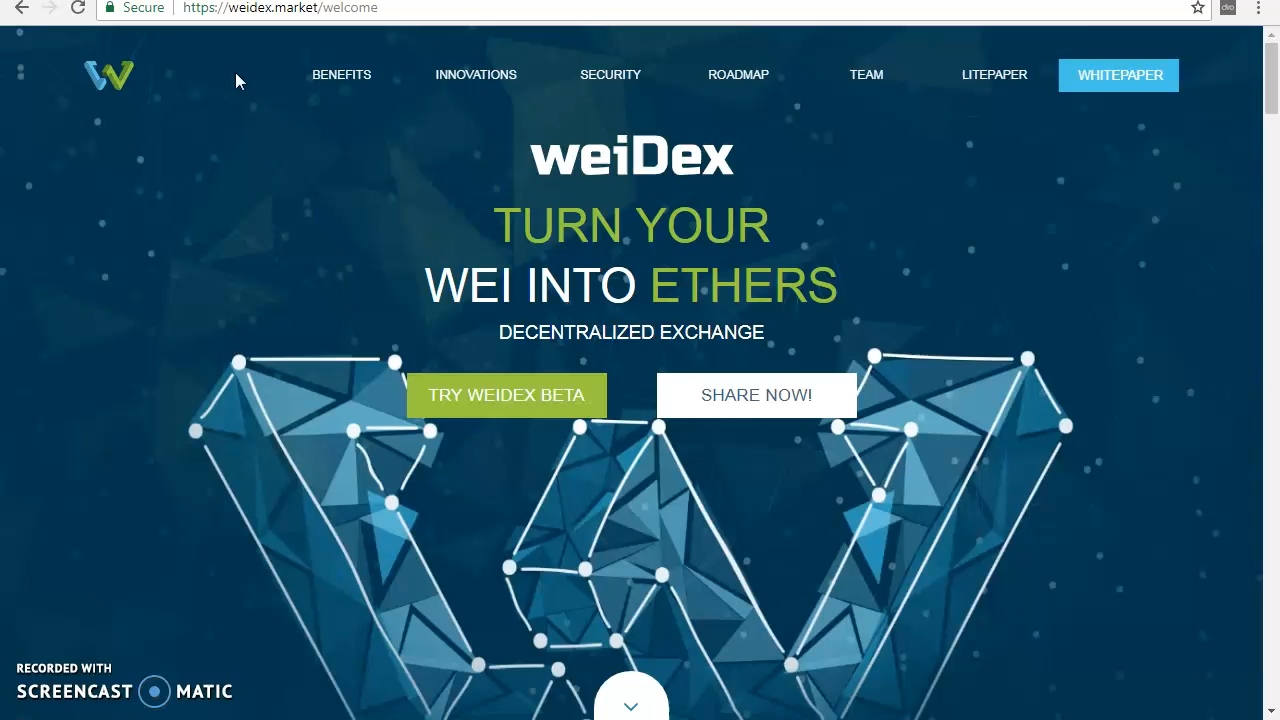 Secure
https://weidex.market/welcome
BENEFITS
INNOVATIONS
SECURITY
ROADMAP
TEAM
LITEPAPER
WHITEPAPER
weiDex
TURN YOUR
WEI INTO ETHERS
DECENTRALIZED EXCHANGE
TRY WEIDEX BETA
SHARE NOW!
RECORDED WITH
SCREENCAST MATIC